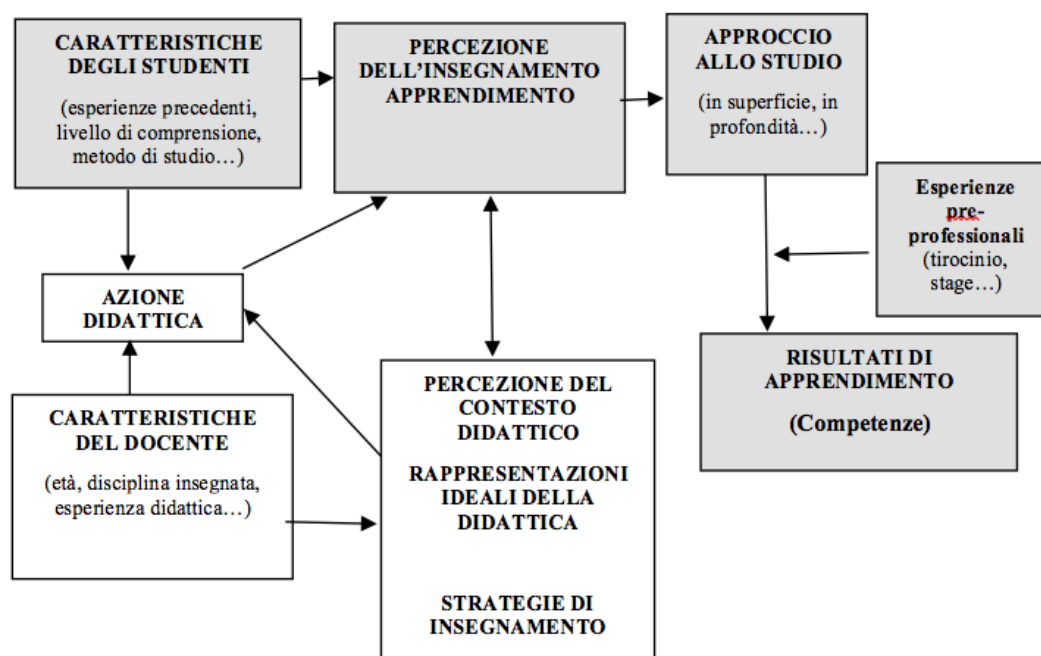 CARATTERISTICHE
DEGLI STUDENTI
(esperienze precedenti,
livello di comprensione,
metodo di studio…)
PERCEZIONE
DELL’INSEGNAMENTO
APPRENDIMENTO
APPROCCIO
ALLO STUDIO
(in superficie, in
profondità…)
Esperienze
pre-
professionali
(tirocinio,
stage…)
AZIONE
DIDATTICA
RISULTATI DI
APPRENDIMENTO
(Competenze)
CARATTERISTICHE
DEL DOCENTE
(età, disciplina insegnata,
esperienza didattica…)
PERCEZIONE DEL
CONTESTO
DIDATTICO
RAPPRESENTAZIONI
IDEALI DELLA
DIDATTICA
STRATEGIE DI
INSEGNAMENTO